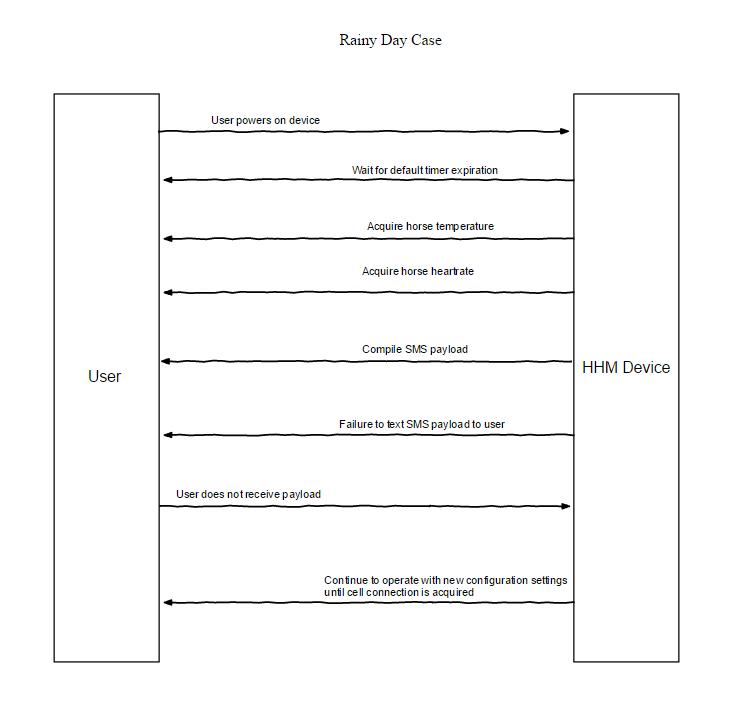 Rainy Day Case
User powers on device
Wait for default timer expiration
Acquire horse temperature
Acquire horse heartrate
Compile SMS payload
User
HHM Device
Failure to text SMS payload to user
User does not receive payload
Continue to operate with new configuration settings
until cell connection is acquired